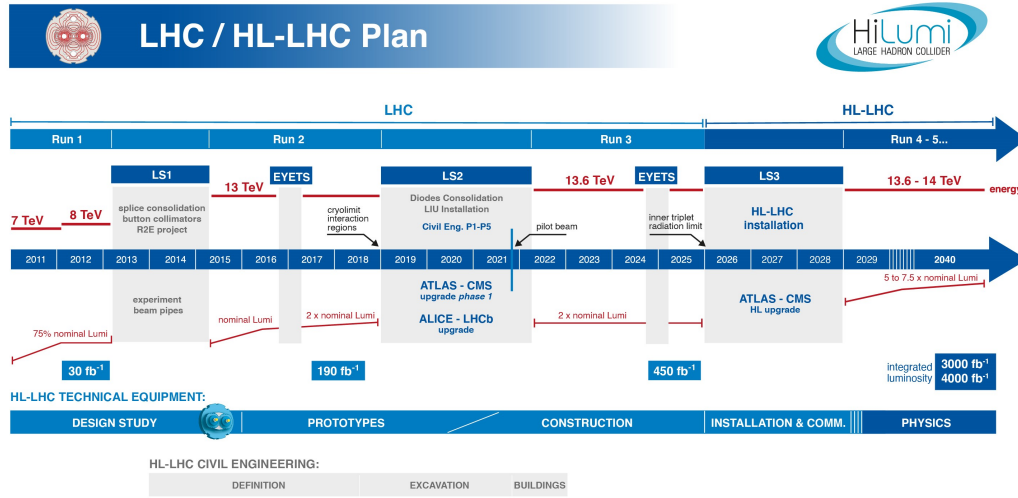 LHC / HL-LHC Plan
HiLumi
LARGE HADRON COLLIDER
LHC
HL-LHC
Run 1
Run 2
Run 3
Run 4 - 5...
LS1
EYETS
LS2
EYETS
LS3
13 TeV
13.6 TeV
13.6 - 14 TeV
energy
7 TeV
8 TeV
splice consolidation
button collimators
R2E project
cryolimit
interaction
regions
Diodes Consolidation
LIU Installation
Civil Eng. P1-P5
pilot beam
inner triplet
radiation limit
HL-LHC
installation
2011
2012
2013
2014
2015
2016
2017
2018
2019
2020
2021
2022
2023
2024
2025
2026
2027
2028
2029
2040
5 to 7.5 x nominal Lumi
experiment
beam pipes
ATLAS - CMS
upgrade phase 1
ALICE - LHCb
upgrade
ATLAS - CMS
HL upgrade
75% nominal Lumi
nominal Lumi
2 x nominal Lumi
2 x nominal Lumi
30 fb-1
190 fb-1
450 fb-1
integrated
luminosity
3000 fb-1
4000 fb-1
HL-LHC TECHNICAL EQUIPMENT:
DESIGN STUDY
PROTOTYPES
CONSTRUCTION
INSTALLATION & COMM.
PHYSICS
HL-LHC CIVIL ENGINEERING:
DEFINITION
EXCAVATION
BUILDINGS